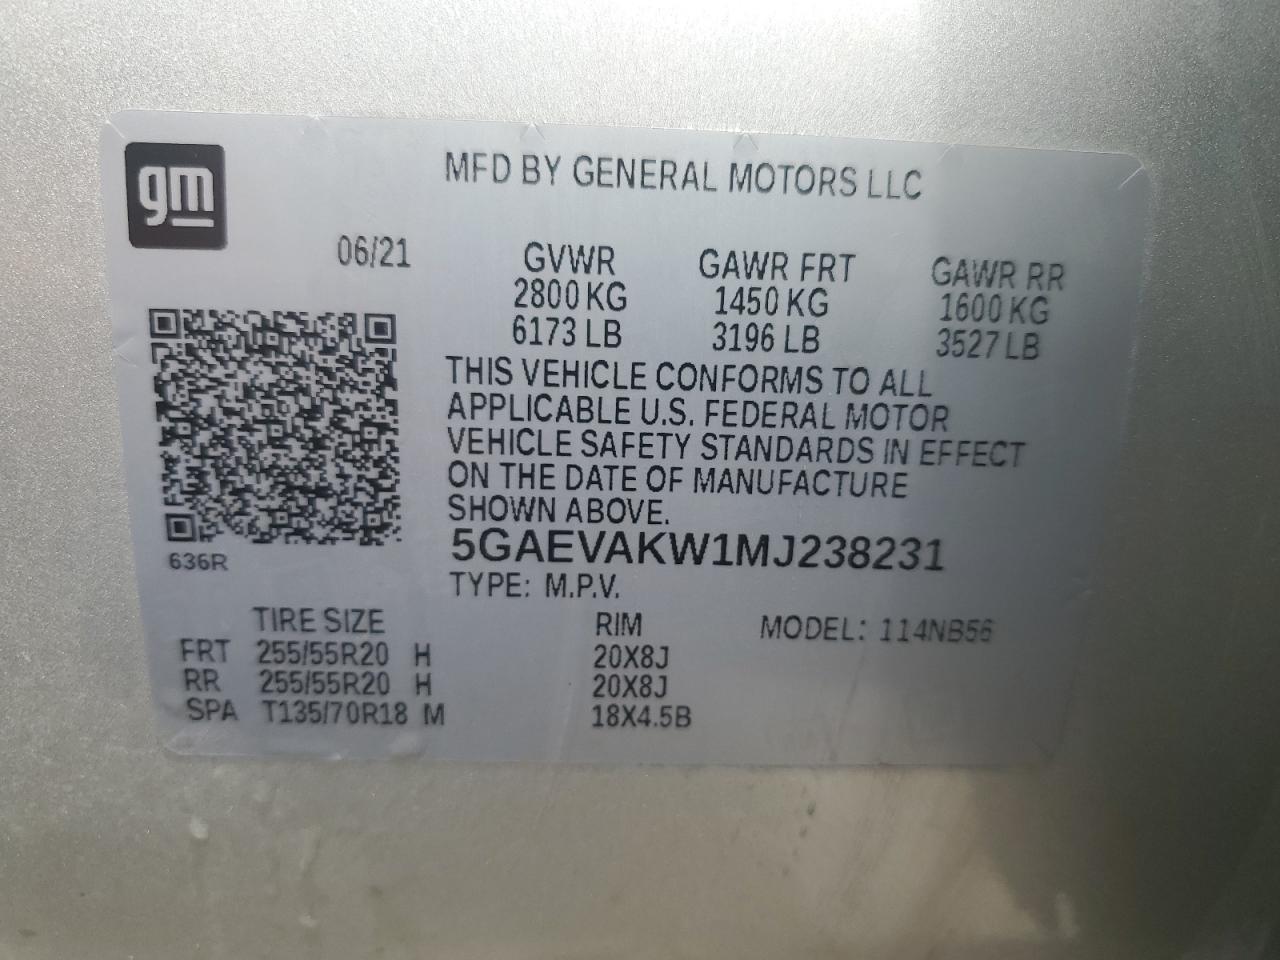 gm
MFD BY GENERAL MOTORS LLC
06/21 GVWR GAWR FRT GAWR RR
2800 KG 1450 KG 1600 KG
6173 LB 3196 LB 3527 LB
THIS VEHICLE CONFORMS TO ALL
APPLICABLE U.S. FEDERAL MOTOR
VEHICLE SAFETY STANDARDS IN EFFECT
ON THE DATE OF MANUFACTURE
SHOWN ABOVE.
636R
5GAEVAKW1MJ238231
TYPE: M.P.V.
TIRE SIZE RIM MODEL: 114NB56
FRT 255/55R20 H 20X8J
RR 255/55R20 H 20X8J
SPA T135/70R18 M 18X4.5B